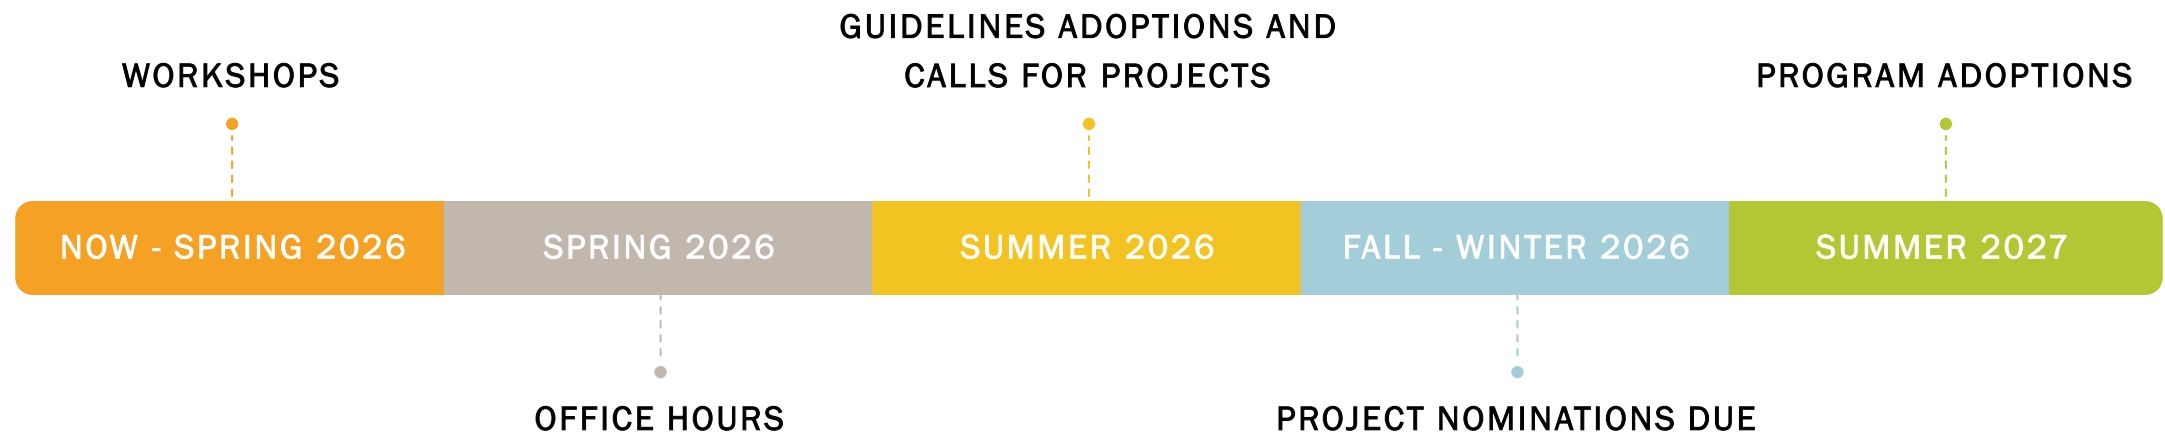 GUIDELINES ADOPTIONS AND
CALLS FOR PROJECTS
WORKSHOPS
PROGRAM ADOPTIONS
NOW - SPRING 2026
SPRING 2026
SUMMER 2026
FALL - WINTER 2026
SUMMER 2027
OFFICE HOURS
PROJECT NOMINATIONS DUE